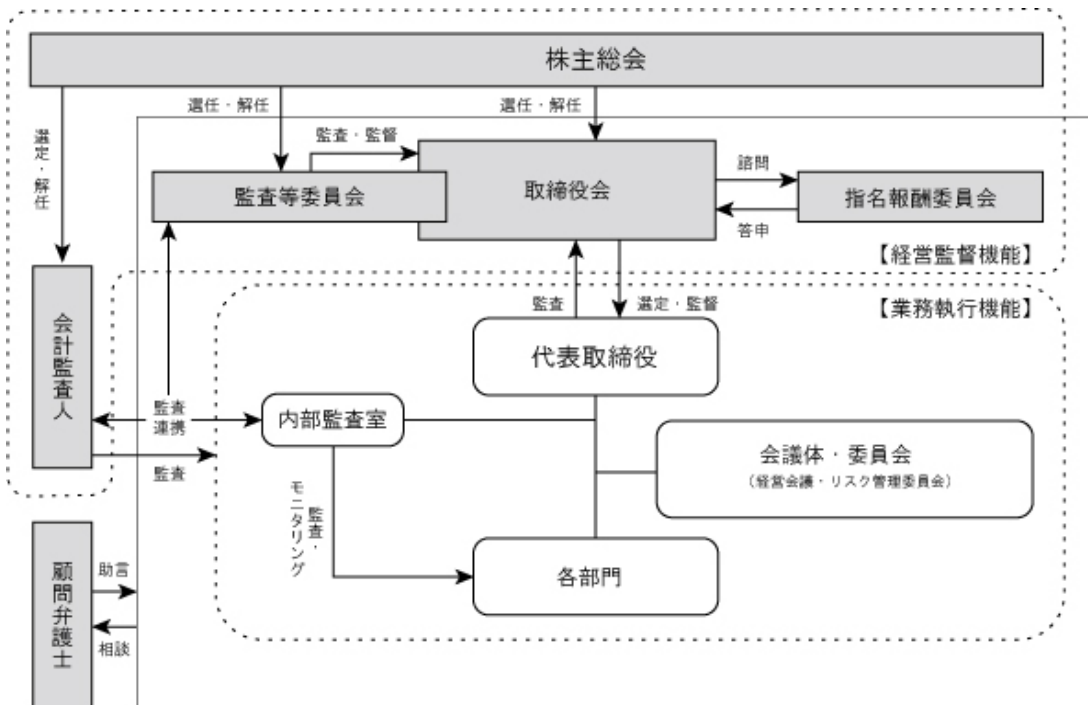 株主総会
選定・解任
選任・解任
選任・解任
監査・監督
監査等委員会
取締役会
諮問
答申
指名報酬委員会
【経営監督機能】
会計監査人
監査
選定・監督
【業務執行機能】
代表取締役
監査
連携
内部監査室
監査
会議体・委員会
（経営会議・リスク管理委員会）
監査・
モニタリング
各部門
顧問弁護士
助言
相談